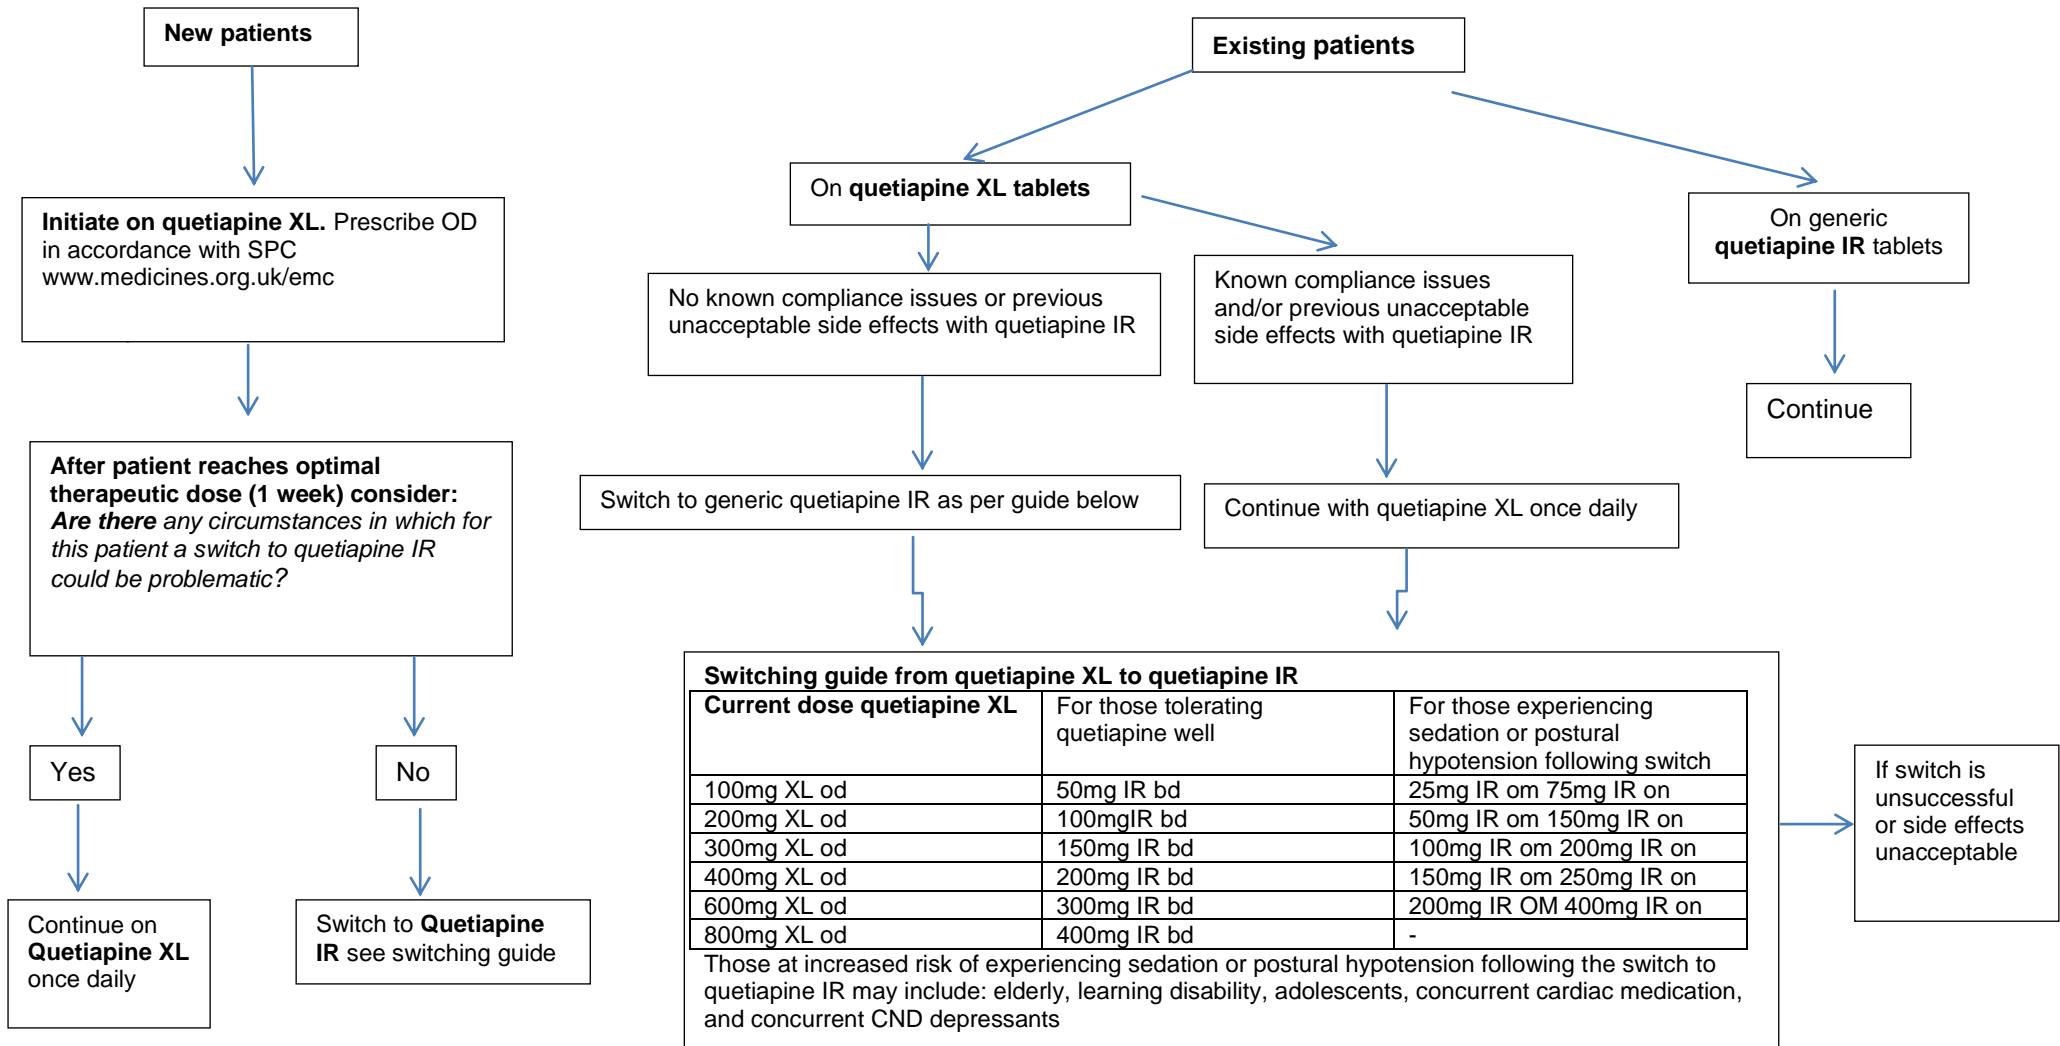 New patients
Initiate on quetiapine XL. Prescribe OD
in accordance with SPC
www.medicines.org.uk/emc
After patient reaches optimal
therapeutic dose (1 week) consider:
Are there any circumstances in which for
this patient a switch to quetiapine IR
could be problematic?
Yes
No
Continue on
Quetiapine XL
once daily
Switch to Quetiapine
IR see switching guide
Existing patients
On quetiapine XL tablets
On generic
quetiapine IR tablets
No known compliance issues or previous
unacceptable side effects with quetiapine IR
Known compliance issues
and/or previous unacceptable
side effects with quetiapine IR
Continue
Switch to generic quetiapine IR as per guide below
Continue with quetiapine XL once daily
Switching guide from quetiapine XL to quetiapine IR
Current dose quetiapine XL
For those tolerating
quetiapine well
For those experiencing
sedation or postural
hypotension following switch
100mg XL od 50mg IR bd 25mg IR om 75mg IR on
200mg XL od 100mgIR bd 50mg IR om 150mg IR on
300mg XL od 150mg IR bd 100mg IR om 200mg IR on
400mg XL od 200mg IR bd 150mg IR om 250mg IR on
600mg XL od 300mg IR bd 200mg IR OM 400mg IR on
800mg XL od 400mg IR bd -
Those at increased risk of experiencing sedation or postural hypotension following the switch to
quetiapine IR may include: elderly, learning disability, adolescents, concurrent cardiac medication,
and concurrent CND depressants
If switch is
unsuccessful
or side effects
unacceptable